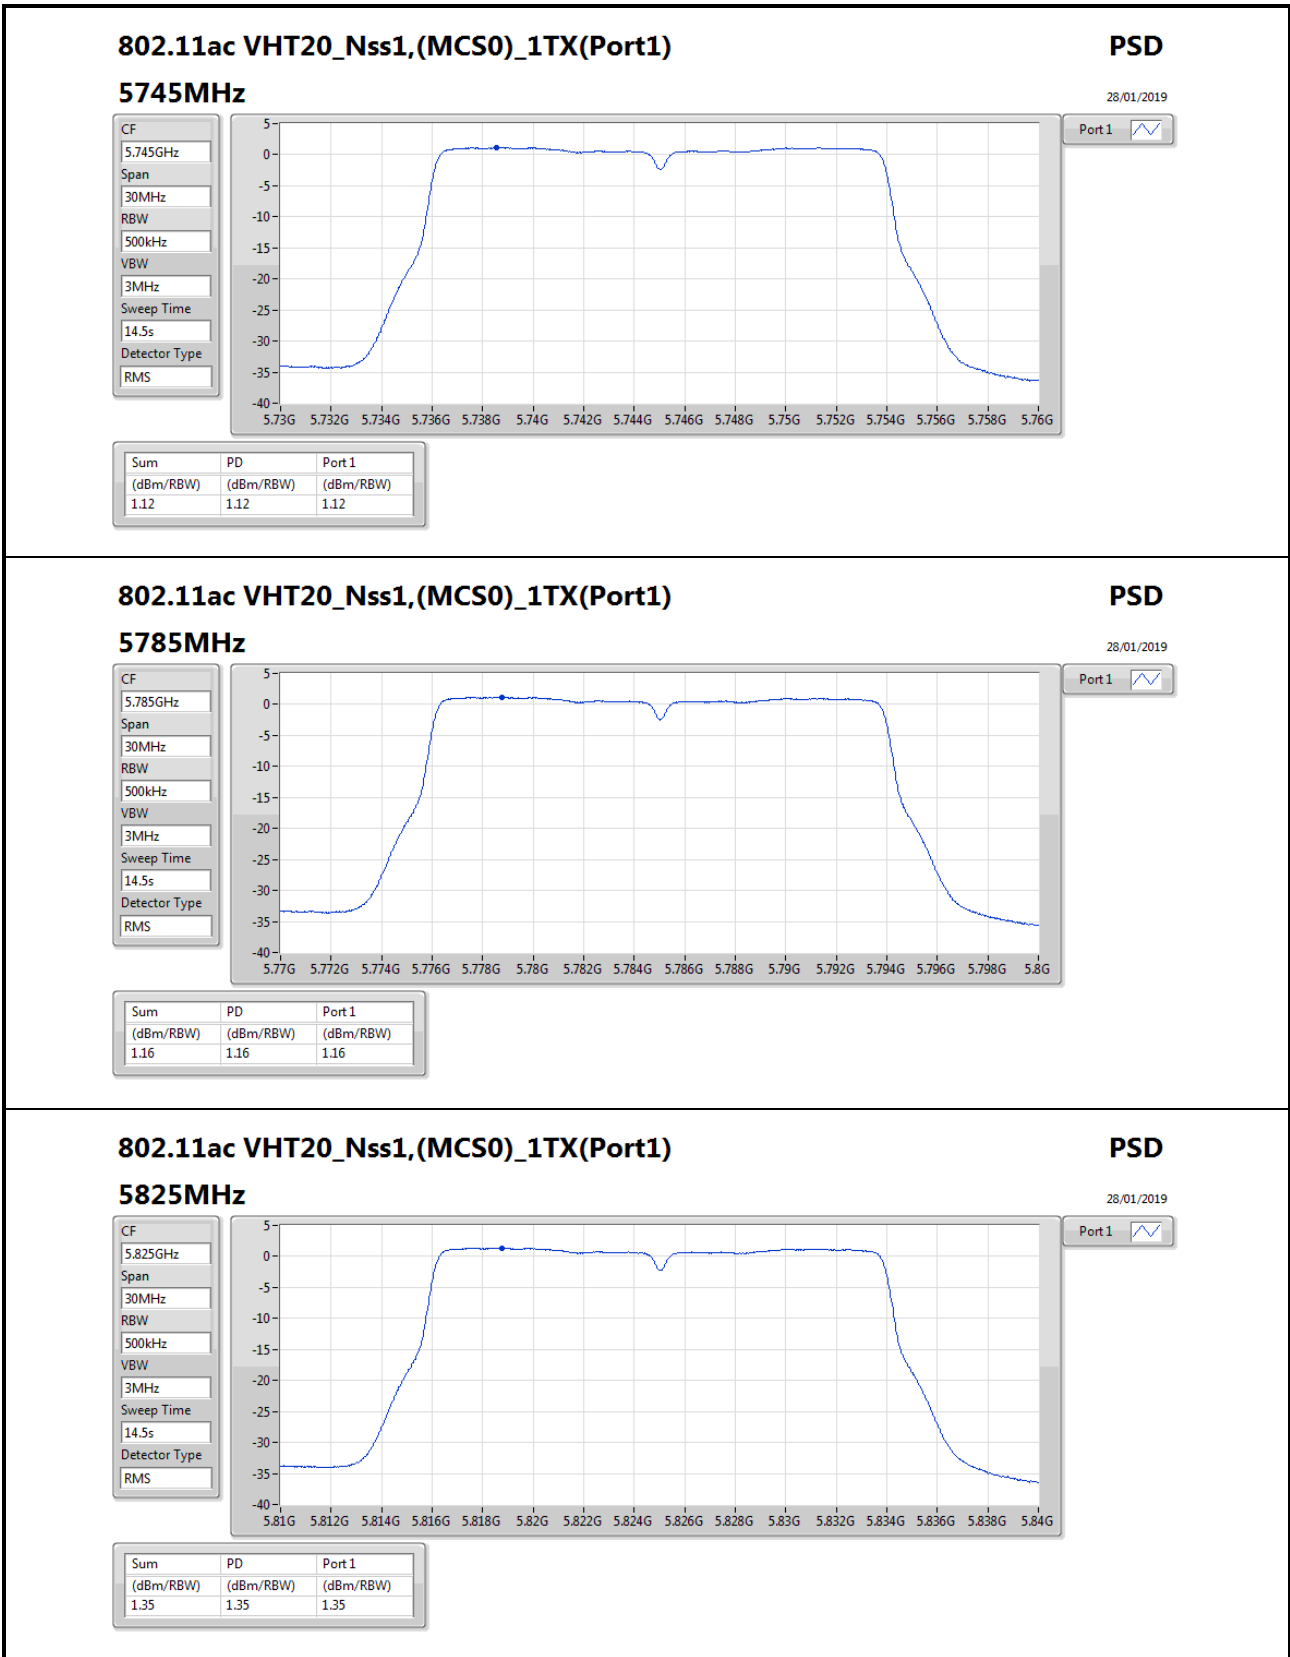 802.11ac VHT20_Nss1,(MCS0)_1TX(Port1) PSD
5745MHz 28/01/2019
CF
5.745GHz
Span
30MHz
RBW
500kHz
VBW
3MHz
Sweep Time
14.5s
Detector Type
RMS
5
0
-5
-10
-15
-20
-25
-30
-35
-40
5.73G 5.732G 5.734G 5.736G 5.738G 5.74G 5.742G 5.744G 5.746G 5.748G 5.75G 5.752G 5.754G 5.756G 5.758G 5.76G
Port 1
Sum PD Port 1
(dBm/RBW) (dBm/RBW) (dBm/RBW)
1.12 1.12 1.12
802.11ac VHT20_Nss1,(MCS0)_1TX(Port1) PSD
5785MHz 28/01/2019
CF
5.785GHz
Span
30MHz
RBW
500kHz
VBW
3MHz
Sweep Time
14.5s
Detector Type
RMS
5
0
-5
-10
-15
-20
-25
-30
-35
-40
5.77G 5.772G 5.774G 5.776G 5.778G 5.78G 5.782G 5.784G 5.786G 5.788G 5.79G 5.792G 5.794G 5.796G 5.798G 5.8G
Port 1
Sum PD Port 1
(dBm/RBW) (dBm/RBW) (dBm/RBW)
1.16 1.16 1.16
802.11ac VHT20_Nss1,(MCS0)_1TX(Port1) PSD
5825MHz 28/01/2019
CF
5.825GHz
Span
30MHz
RBW
500kHz
VBW
3MHz
Sweep Time
14.5s
Detector Type
RMS
5
0
-5
-10
-15
-20
-25
-30
-35
-40
5.81G 5.812G 5.814G 5.816G 5.818G 5.82G 5.822G 5.824G 5.826G 5.828G 5.83G 5.832G 5.834G 5.836G 5.838G 5.84G
Port 1
Sum PD Port 1
(dBm/RBW) (dBm/RBW) (dBm/RBW)
1.35 1.35 1.35